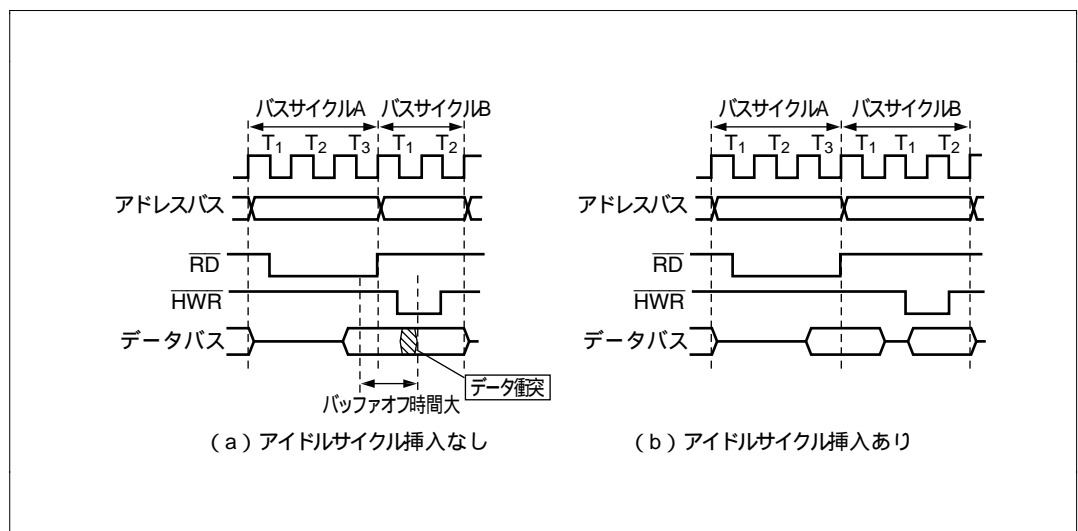 バスサイクルA バスサイクルB
T1 T2 T3 T1 T2
アドレスバス
RD
HWR
データバス
データ衝突
バッファオフ時間大
(a)アイドルサイクル挿入なし
バスサイクルA バスサイクルB
T1 T2 T3 T1 T1 T2
アドレスバス
RD
HWR
データバス
(b)アイドルサイクル挿入あり